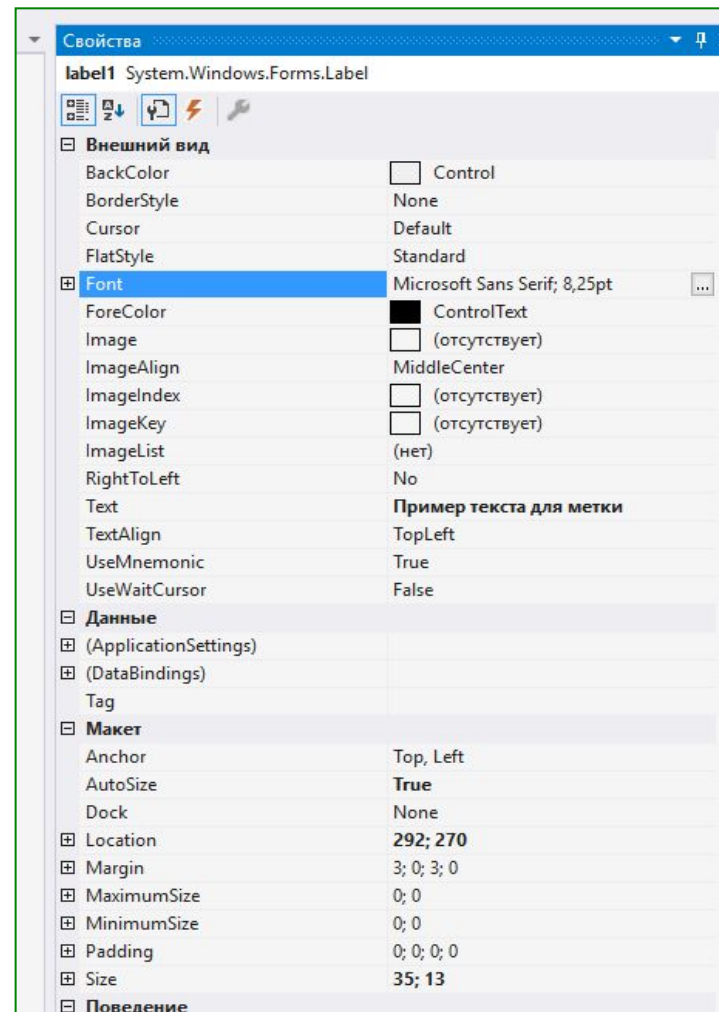 Свойства
label1 System.Windows.Forms.Label
Внешний вид
BackColor Control
BorderStyle None
Cursor Default
FlatStyle Standard
Font Microsoft Sans Serif; 8,25pt ...
ForeColor ControlText
Image (отсутствует)
ImageAlign MiddleCenter
ImageIndex (отсутствует)
ImageKey (отсутствует)
ImageList (нет)
RightToLeft No
Text Пример текста для метки
TextAlign TopLeft
UseMnemonic True
UseWaitCursor False
Данные
(ApplicationSettings)
(DataBindings)
Tag
Макет
Anchor Top, Left
AutoSize True
Dock None
Location 292; 270
Margin 3; 0; 3; 0
MaximumSize 0; 0
MinimumSize 0; 0
Padding 0; 0; 0; 0
Size 35; 13
Поведение